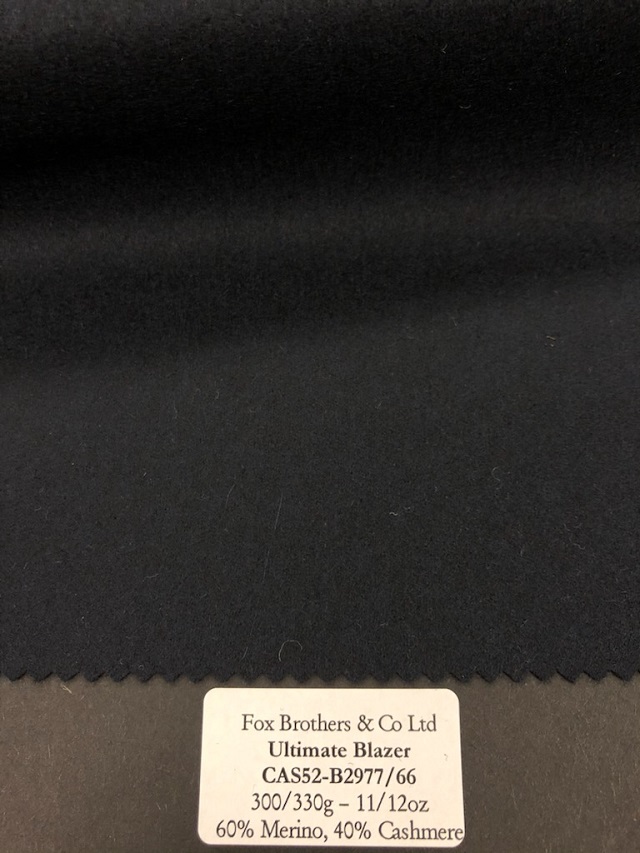 Fox Brothers & Co Ltd
Ultimate Blazer
CAS52-B2977/66
300/330g – 11/12oz
60% Merino, 40% Cashmere